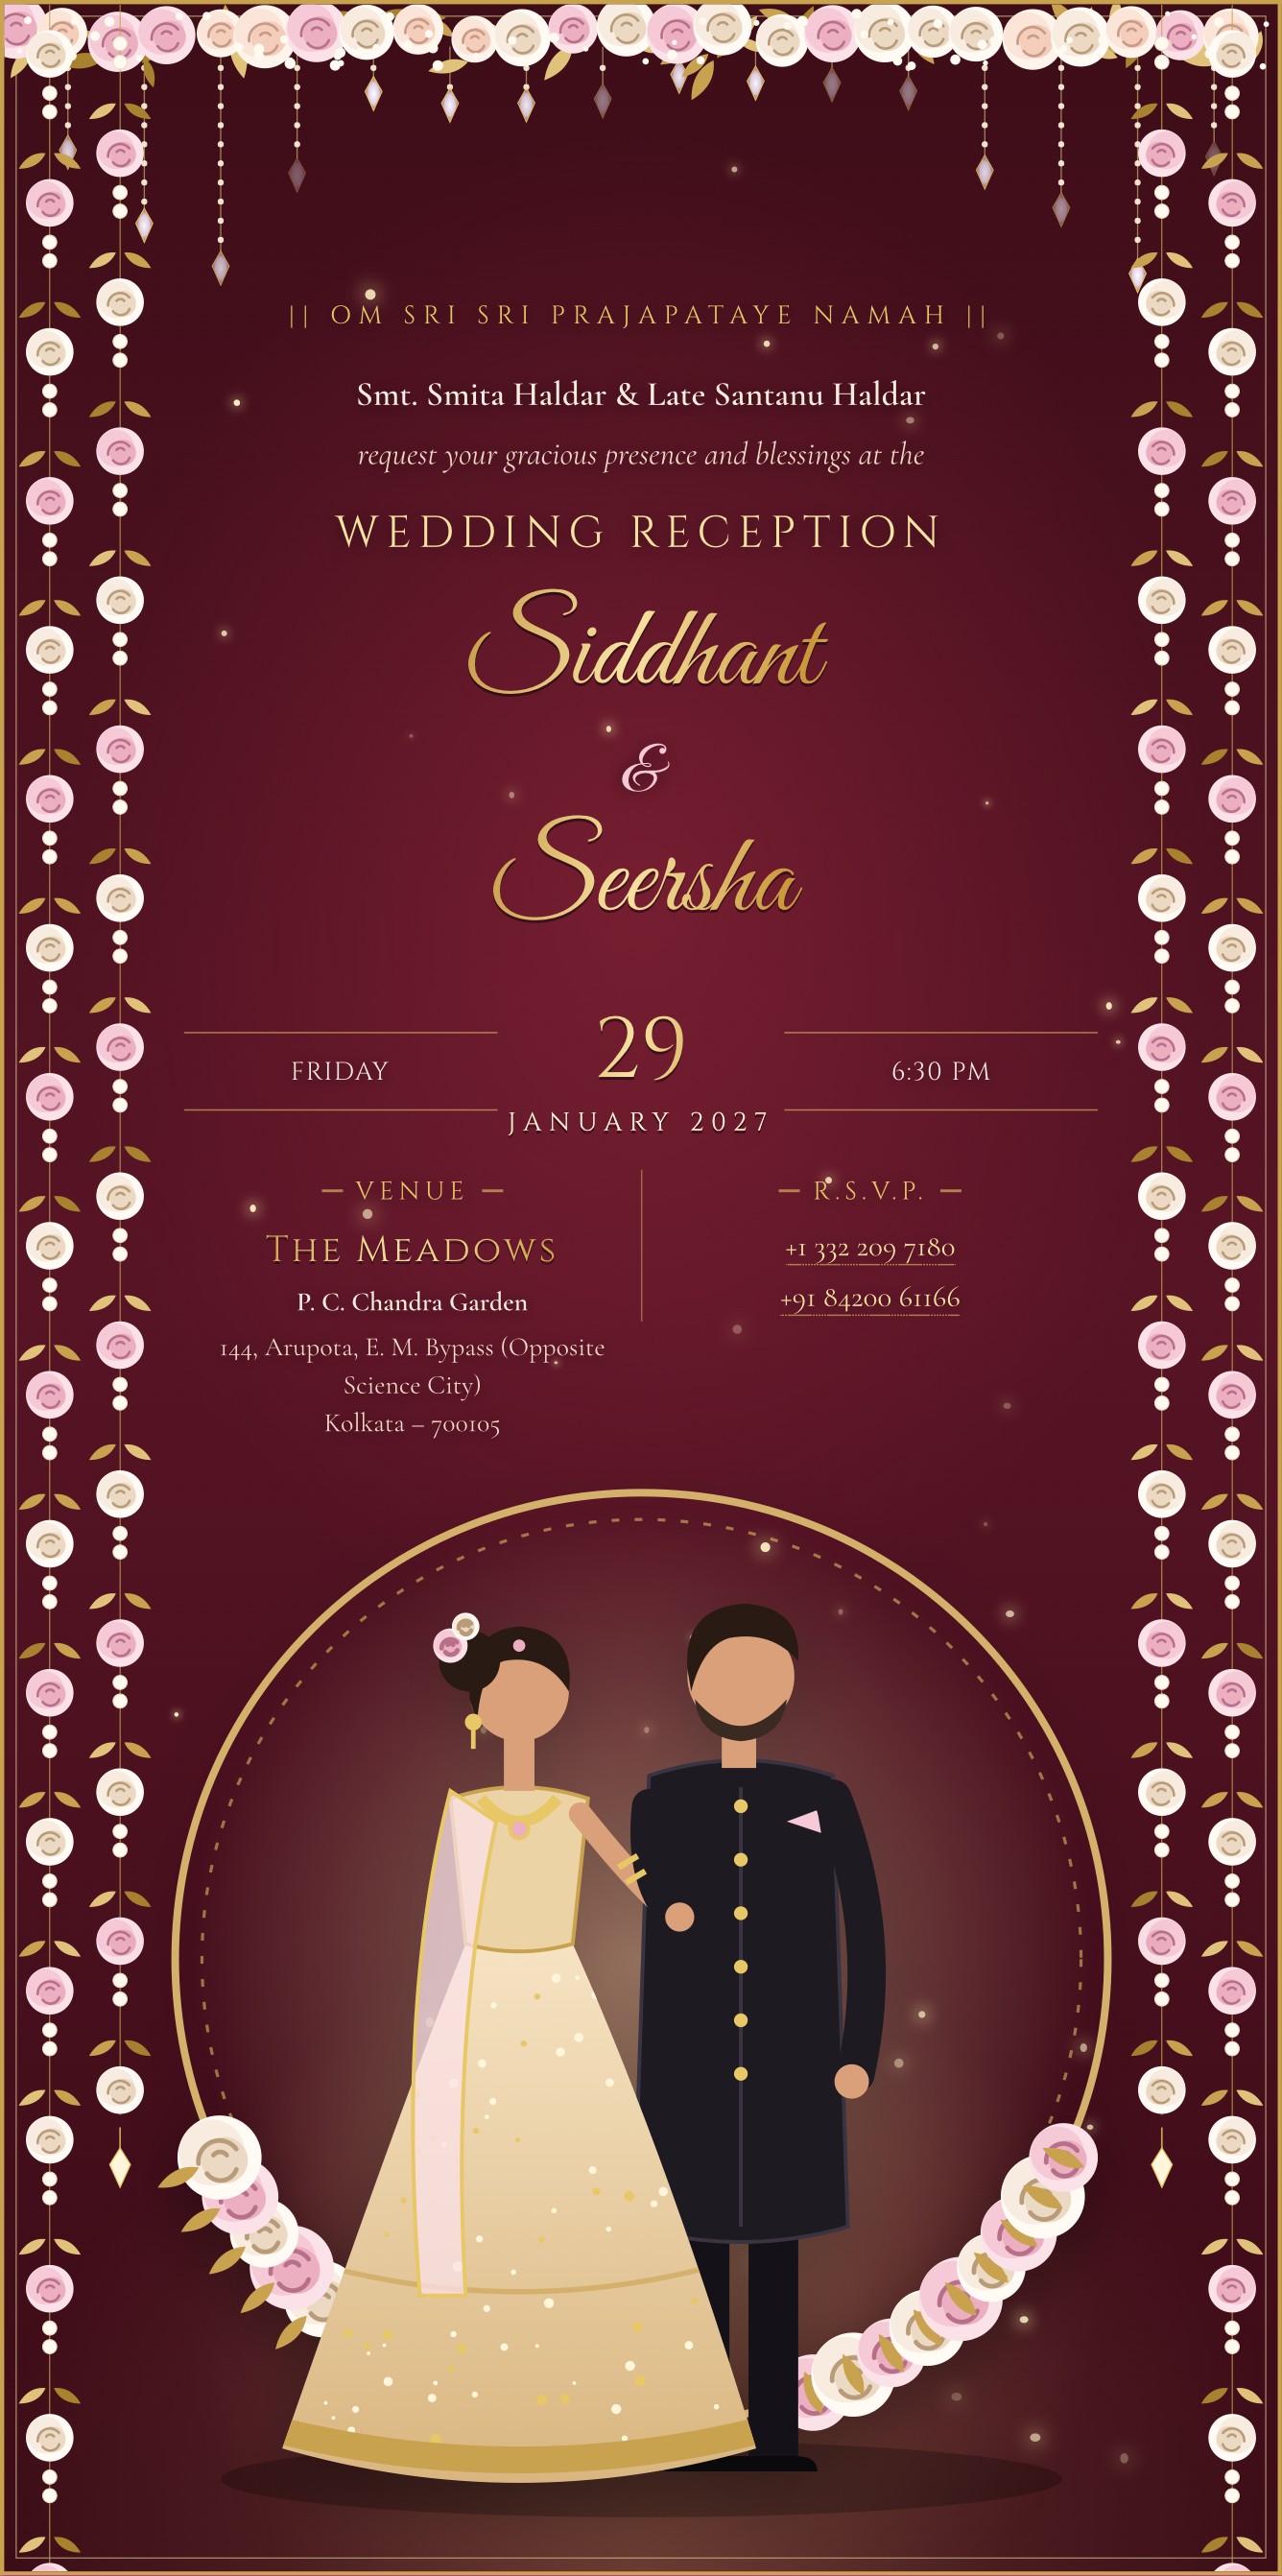 || OM SRI SRI PRAJAPATAYE NAMAH ||
Smt. Smita Haldar & Late Santanu Haldar
request your gracious presence and blessings at the
WEDDING RECEPTION
Siddhant
&
Seersha
FRIDAY
29
JANUARY 2027
6:30 PM
— VENUE —
THE MEADOWS
P. C. Chandra Garden
144, Arupota, E. M. Bypass (Opposite
Science City)
Kolkata – 700105
— R.S.V.P. —
+1 332 209 7180
+91 84200 61166